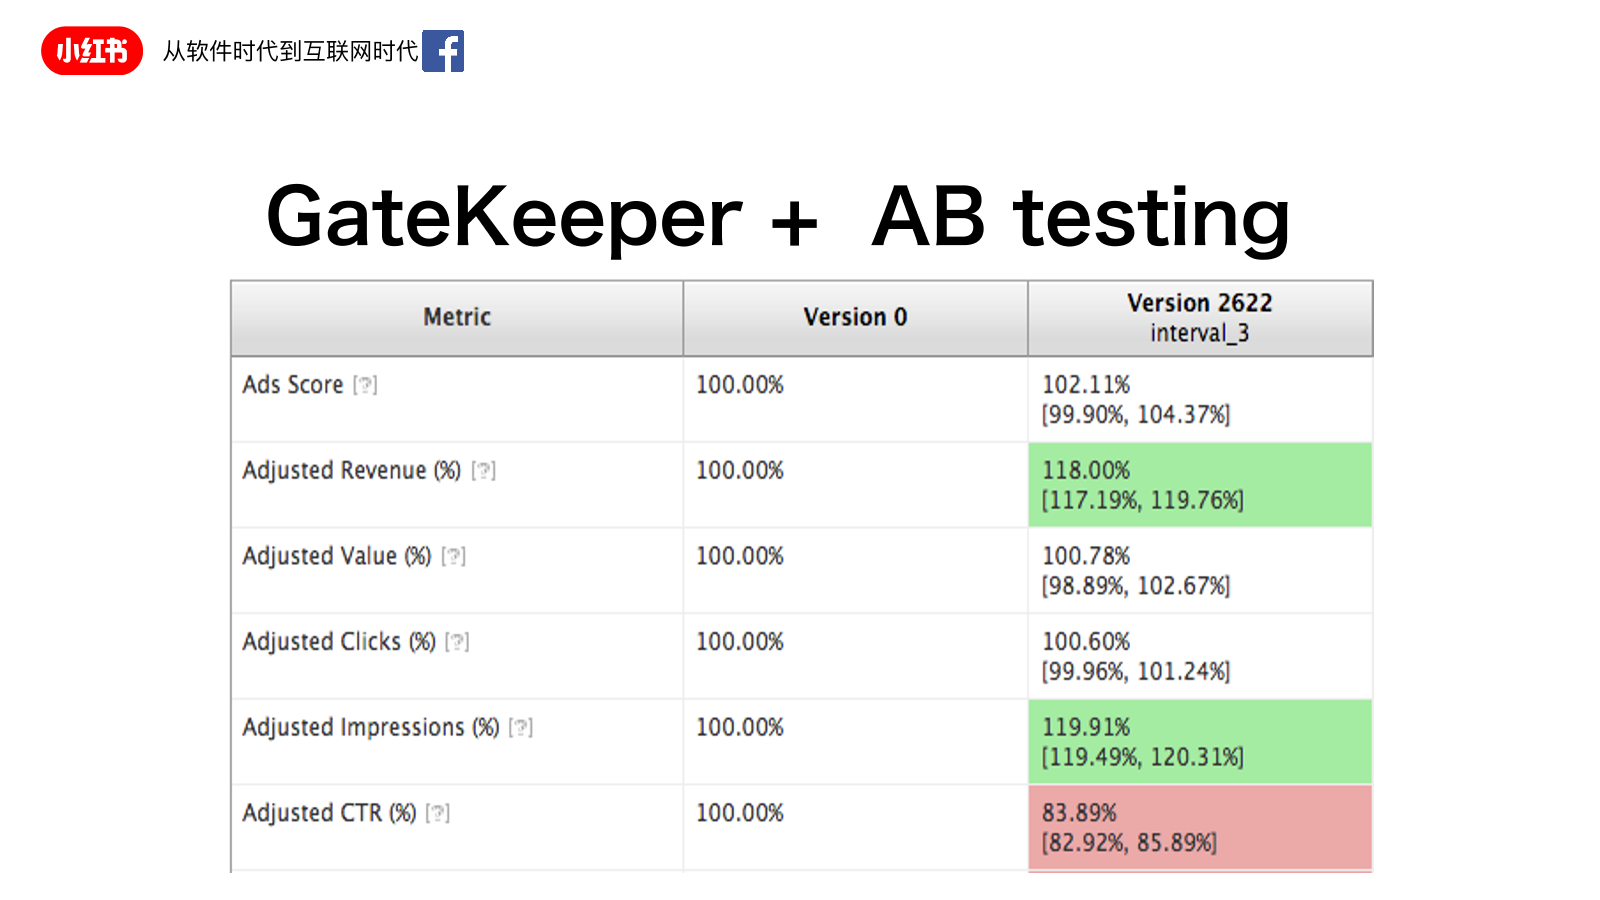 小红书 从软件时代到互联网时代 f
GateKeeper + AB testing
Metric Version 0 Version 2622
interval_3
Ads Score [?] 100.00% 102.11%
[99.90%, 104.37%]
Adjusted Revenue (%) [?] 100.00% 118.00%
[117.19%, 119.76%]
Adjusted Value (%) [?] 100.00% 100.78%
[98.89%, 102.67%]
Adjusted Clicks (%) [?] 100.00% 100.60%
[99.96%, 101.24%]
Adjusted Impressions (%) [?] 100.00% 119.91%
[119.49%, 120.31%]
Adjusted CTR (%) [?] 100.00% 83.89%
[82.92%, 85.89%]